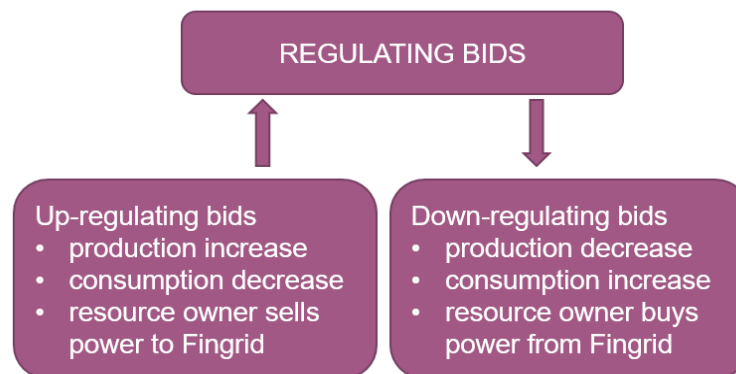 REGULATING BIDS
Up-regulating bids
• production increase
• consumption decrease
• resource owner sells
power to Fingrid
Down-regulating bids
• production decrease
• consumption increase
• resource owner buys
power from Fingrid